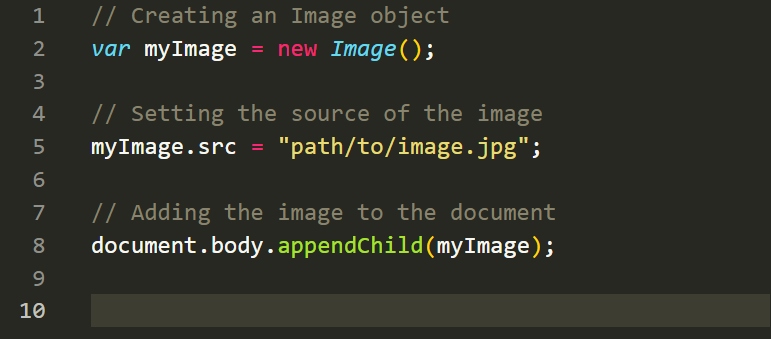 1 // Creating an Image object
2 var myImage = new Image();
3
4 // Setting the source of the image
5 myImage.src = "path/to/image.jpg";
6
7 // Adding the image to the document
8 document.body.appendChild(myImage);
9
10